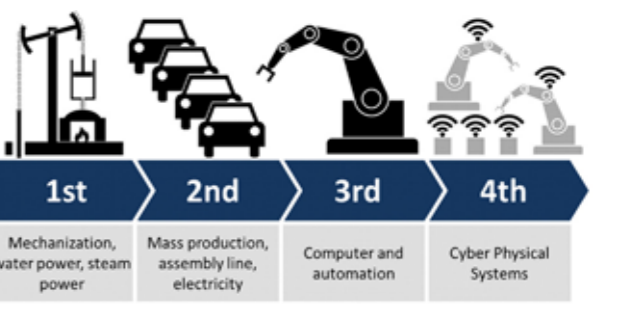 1st
2nd
3rd
4th
Mechanization,
water power, steam
power
Mass production,
assembly line,
electricity
Computer and
automation
Cyber Physical
Systems